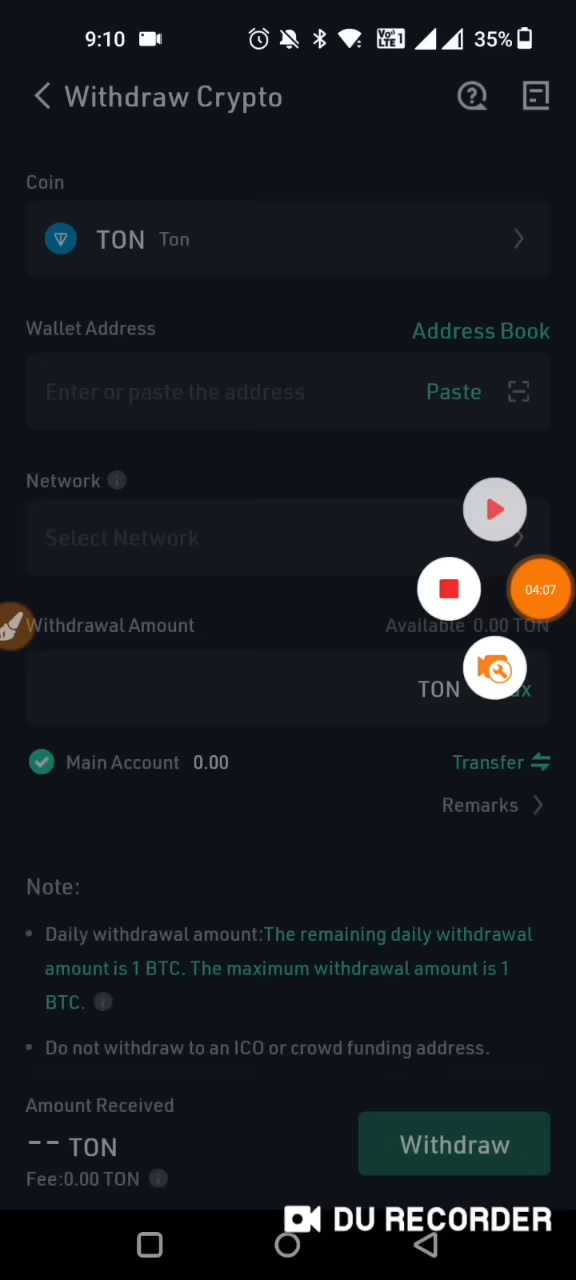 9:10 Vo) LTE 1 35%
Withdraw Crypto
Coin
TON Ton
Wallet Address Address Book
Enter or paste the address Paste
Network
Select Network
04:07
Withdrawal Amount Available 0.00 TON
TON
Main Account 0.00 Transfer
Remarks
Note:
• Daily withdrawal amount:The remaining daily withdrawal
amount is 1 BTC. The maximum withdrawal amount is 1
BTC.
• Do not withdraw to an ICO or crowd funding address.
Amount Received
-- TON
Withdraw
Fee:0.00 TON
DU RECORDER